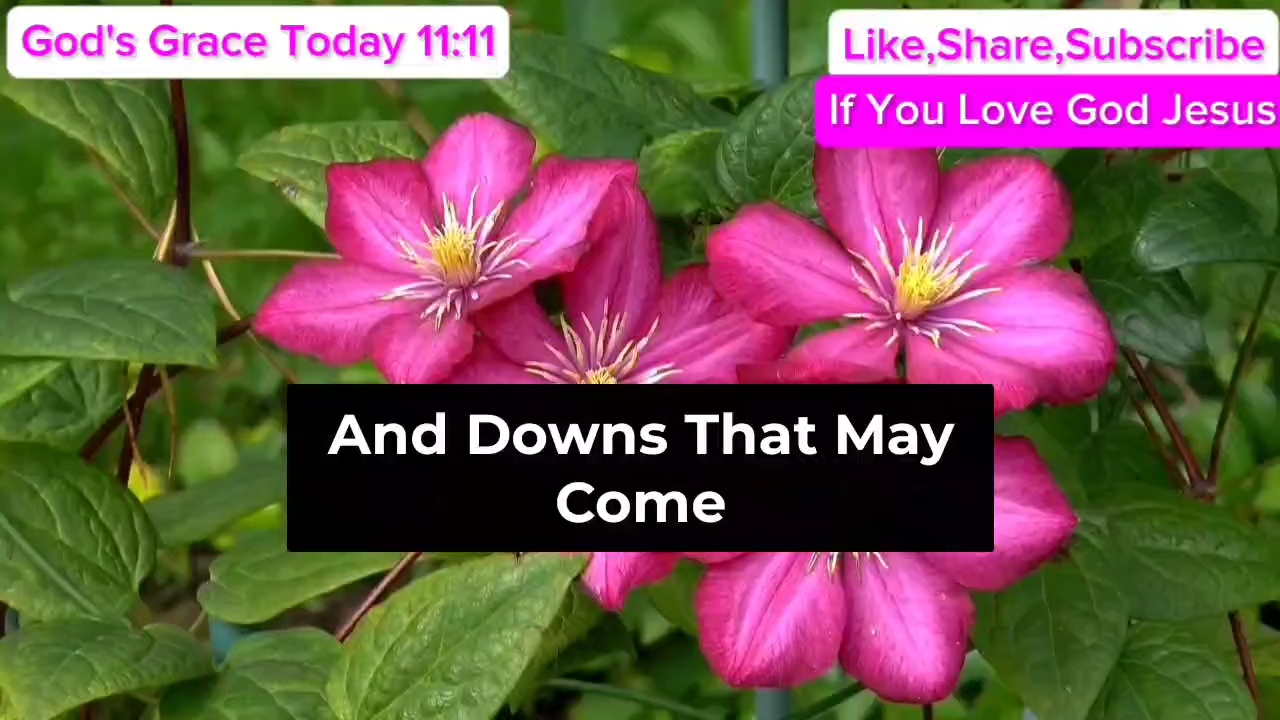 God's Grace Today 11:11
Like,Share,Subscribe
If You Love God Jesus
And Downs That May
Come